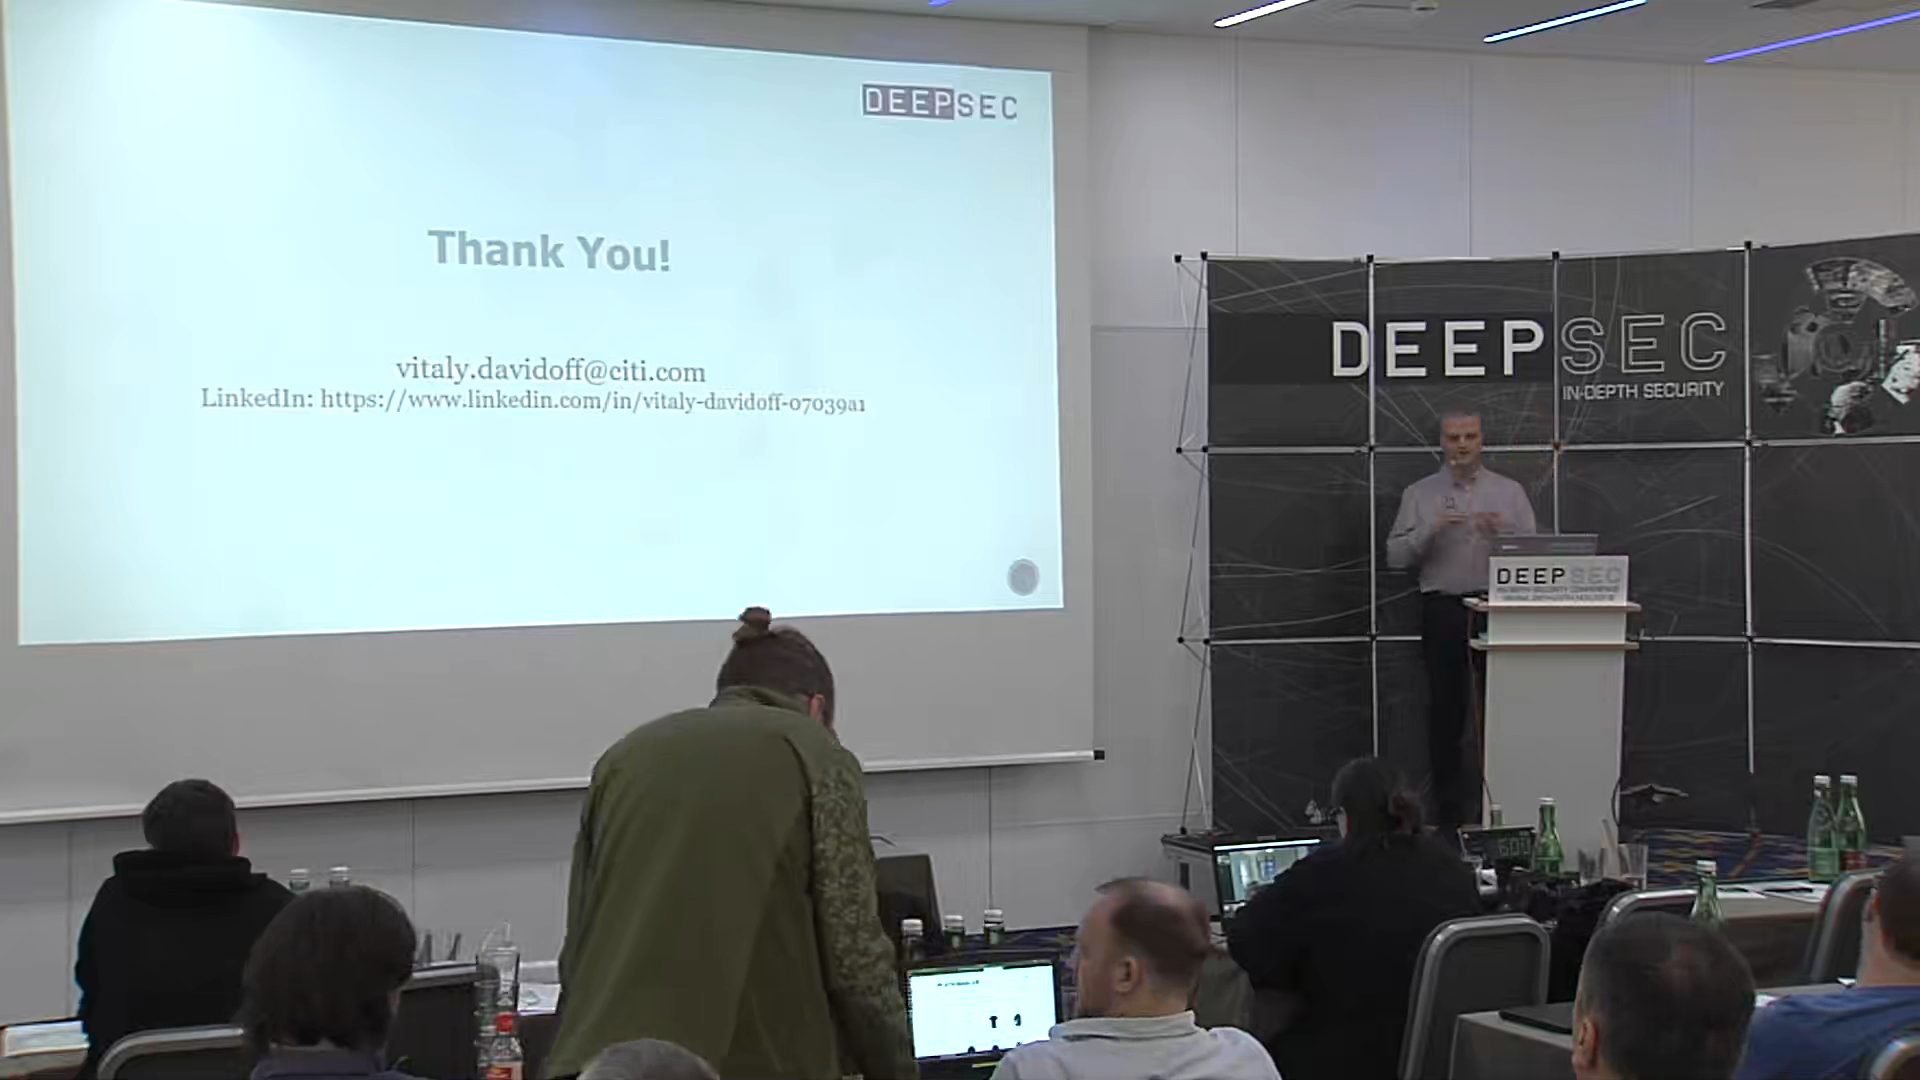 DEEPSEC
Thank You!
vitaly.davidoff@citi.com
LinkedIn: https://www.linkedin.com/in/vitaly-davidoff-07039a1
DEEPSEC
IN-DEPTH SECURITY
DEEPSEC
600